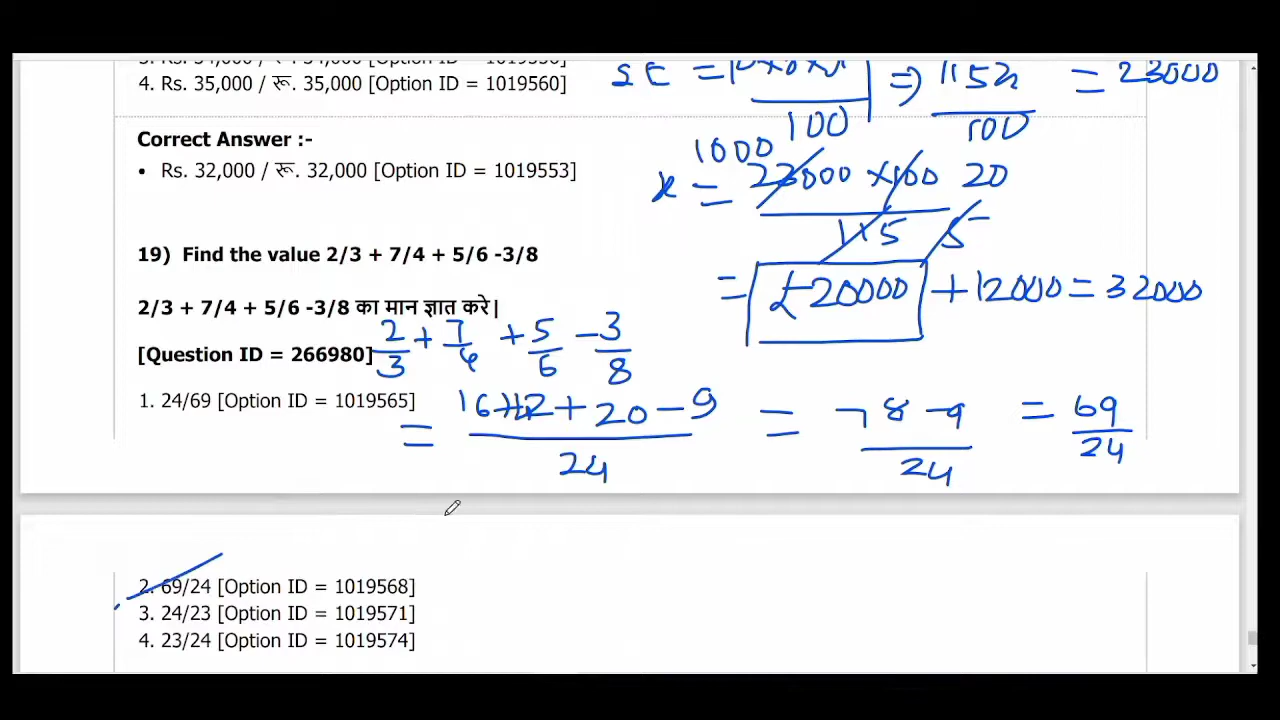 4. Rs. 35,000 / रू. 35,000 [Option ID = 1019560]
Correct Answer :-
• Rs. 32,000 / रू. 32,000 [Option ID = 1019553]
= 23000
100
100
1000
x = 23000 × 100 20
115 5
= £20000 + 12000 = 32000
19) Find the value 2/3 + 7/4 + 5/6 -3/8
2/3 + 7/4 + 5/6 -3/8 का मान ज्ञात करे|
[Question ID = 266980]
2/3 + 7/4 + 5/6 - 3/8
1. 24/69 [Option ID = 1019565]
= 16+42+20-9/24 = 78-9/24 = 69/24
2. 69/24 [Option ID = 1019568]
3. 24/23 [Option ID = 1019571]
4. 23/24 [Option ID = 1019574]